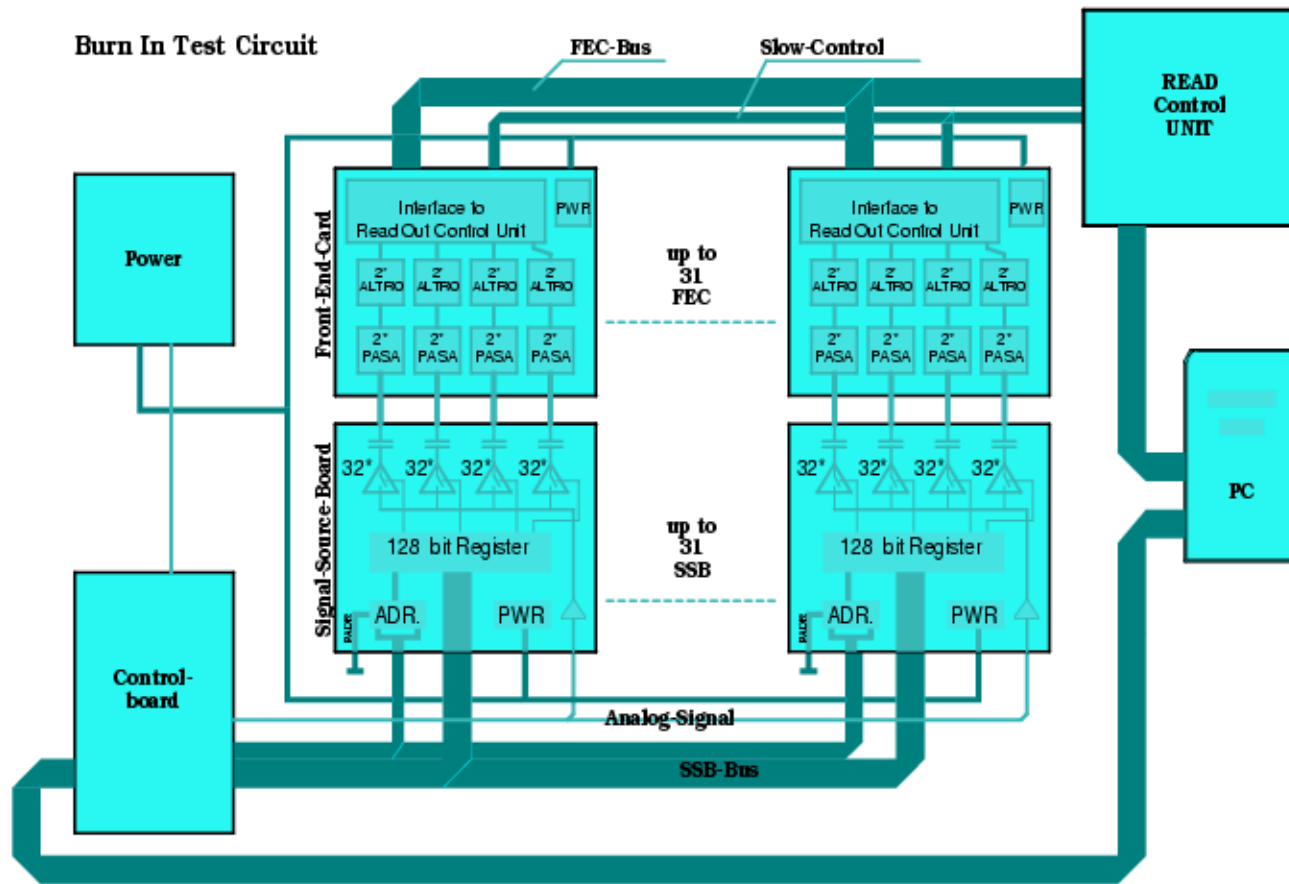 Burn In Test Circuit
FEC-Bus
Slow-Control
READ
Control
UNIT
Power
Front-End-Card
Interface to
Read Out Control Unit
PWR
2*
ALTRO
2*
ALTRO
2*
ALTRO
2*
ALTRO
2*
PASA
2*
PASA
2*
PASA
2*
PASA
up to
31
FEC
Interface to
Read Out Control Unit
PWR
2*
ALTRO
2*
ALTRO
2*
ALTRO
2*
ALTRO
2*
PASA
2*
PASA
2*
PASA
2*
PASA
PC
Signal-Source-Board
32*
32*
32*
32*
128 bit Register
PADR
ADR.
PWR
up to
31
SSB
32*
32*
32*
32*
128 bit Register
PADR
ADR.
PWR
Control-
board
Analog-Signal
SSB-Bus